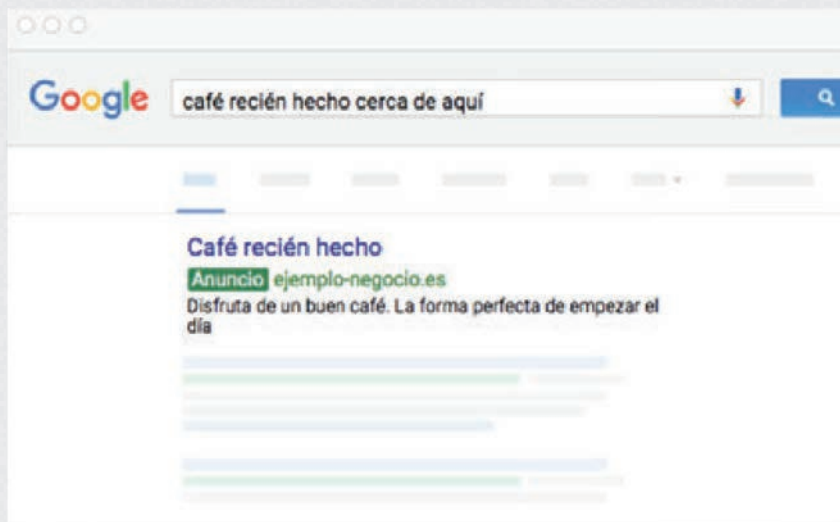 Google
café recién hecho cerca de aquí
Café recién hecho
Anuncio ejemplo-negocio.es
Disfruta de un buen café. La forma perfecta de empezar el
día